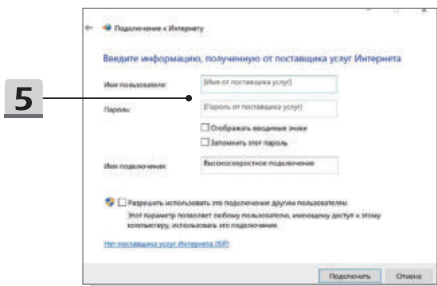 Подключение к Интернету
Введите информацию, полученную от поставщика услуг Интернета
Имя пользователя:
[Имя от поставщика услуг]
5
Пароль:
[Пароль от поставщика услуг]
Отображать вводимые знаки
Запомнить этот пароль
Имя подключения:
Высокоскоростное подключение
Разрешить использовать это подключение другим пользователям
Этот параметр позволяет любому пользователю, имеющему доступ к этому
компьютеру, использовать это подключение.
Нет поставщика услуг Интернета (ISP)
Подключить
Отмена